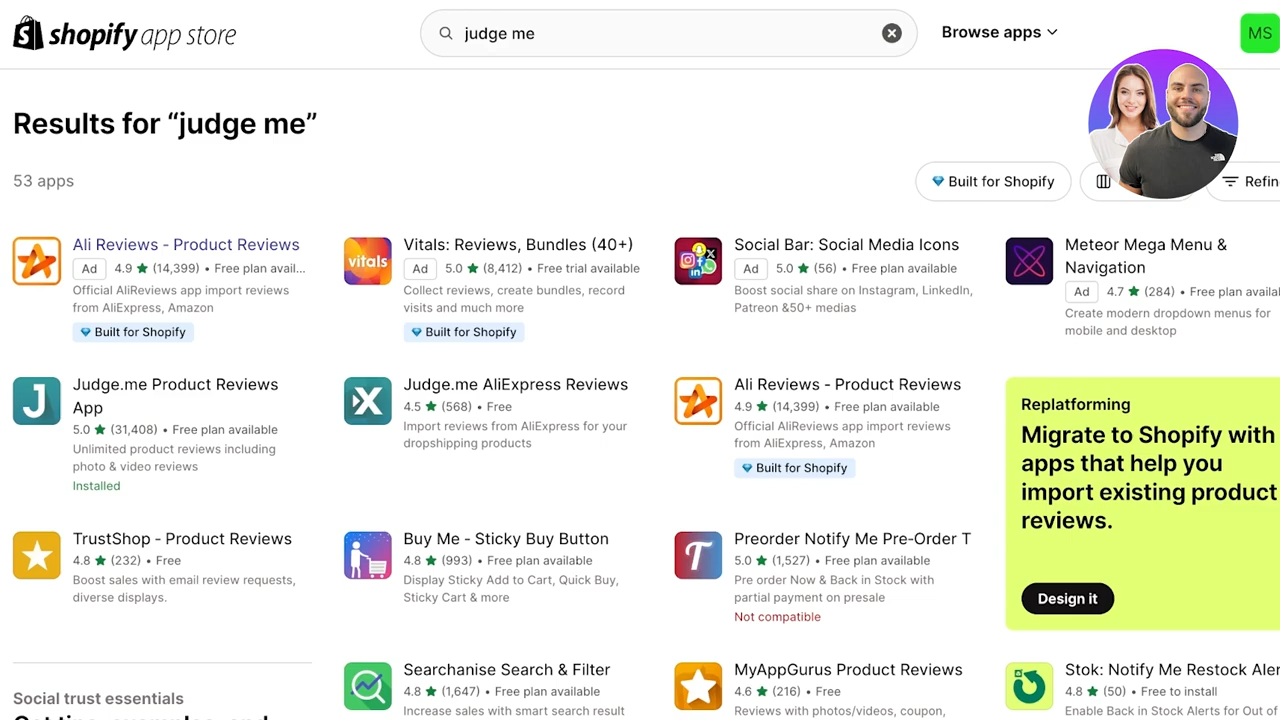 shopify app store
judge me
Browse apps
MS
Results for “judge me”
53 apps
Built for Shopify
Refin
Ali Reviews - Product Reviews
Ad 4.9 ★ (14,399) • Free plan avail...
Official AliReviews app import reviews
from AliExpress, Amazon
Built for Shopify
Vitals: Reviews, Bundles (40+)
vitals
Ad 5.0 ★ (8,412) • Free trial available
Collect reviews, create bundles, record
visits and much more
Built for Shopify
Social Bar: Social Media Icons
Ad 5.0 ★ (56) • Free plan available
Boost social share on Instagram, LinkedIn,
Patreon &50+ medias
Meteor Mega Menu &
Navigation
Ad 4.7 ★ (284) • Free plan availal
Create modern dropdown menus for
mobile and desktop
J
Judge.me Product Reviews
App
5.0 ★ (31,408) • Free plan available
Unlimited product reviews including
photo & video reviews
Installed
Judge.me AliExpress Reviews
4.5 ★ (568) • Free
Import reviews from AliExpress for your
dropshipping products
Ali Reviews - Product Reviews
4.9 ★ (14,399) • Free plan available
Official AliReviews app import reviews
from AliExpress, Amazon
Built for Shopify
Replatforming
Migrate to Shopify with
apps that help you
import existing product
reviews.
Design it
TrustShop - Product Reviews
4.8 ★ (232) • Free
Boost sales with email review requests,
diverse displays.
Buy Me - Sticky Buy Button
4.8 ★ (993) • Free plan available
Display Sticky Add to Cart, Quick Buy,
Sticky Cart & more
T
Preorder Notify Me Pre-Order T
5.0 ★ (1,527) • Free plan available
Pre order Now & Back in Stock with
partial payment on presale
Not compatible
Searchanise Search & Filter
4.8 ★ (1,647) • Free plan available
Increase sales with smart search result
MyAppGurus Product Reviews
4.6 ★ (216) • Free
Reviews with photos/videos, coupon,
Stok: Notify Me Restock Aler
4.8 ★ (50) • Free to install
Enable Back in Stock Alerts for Out of
Social trust essentials